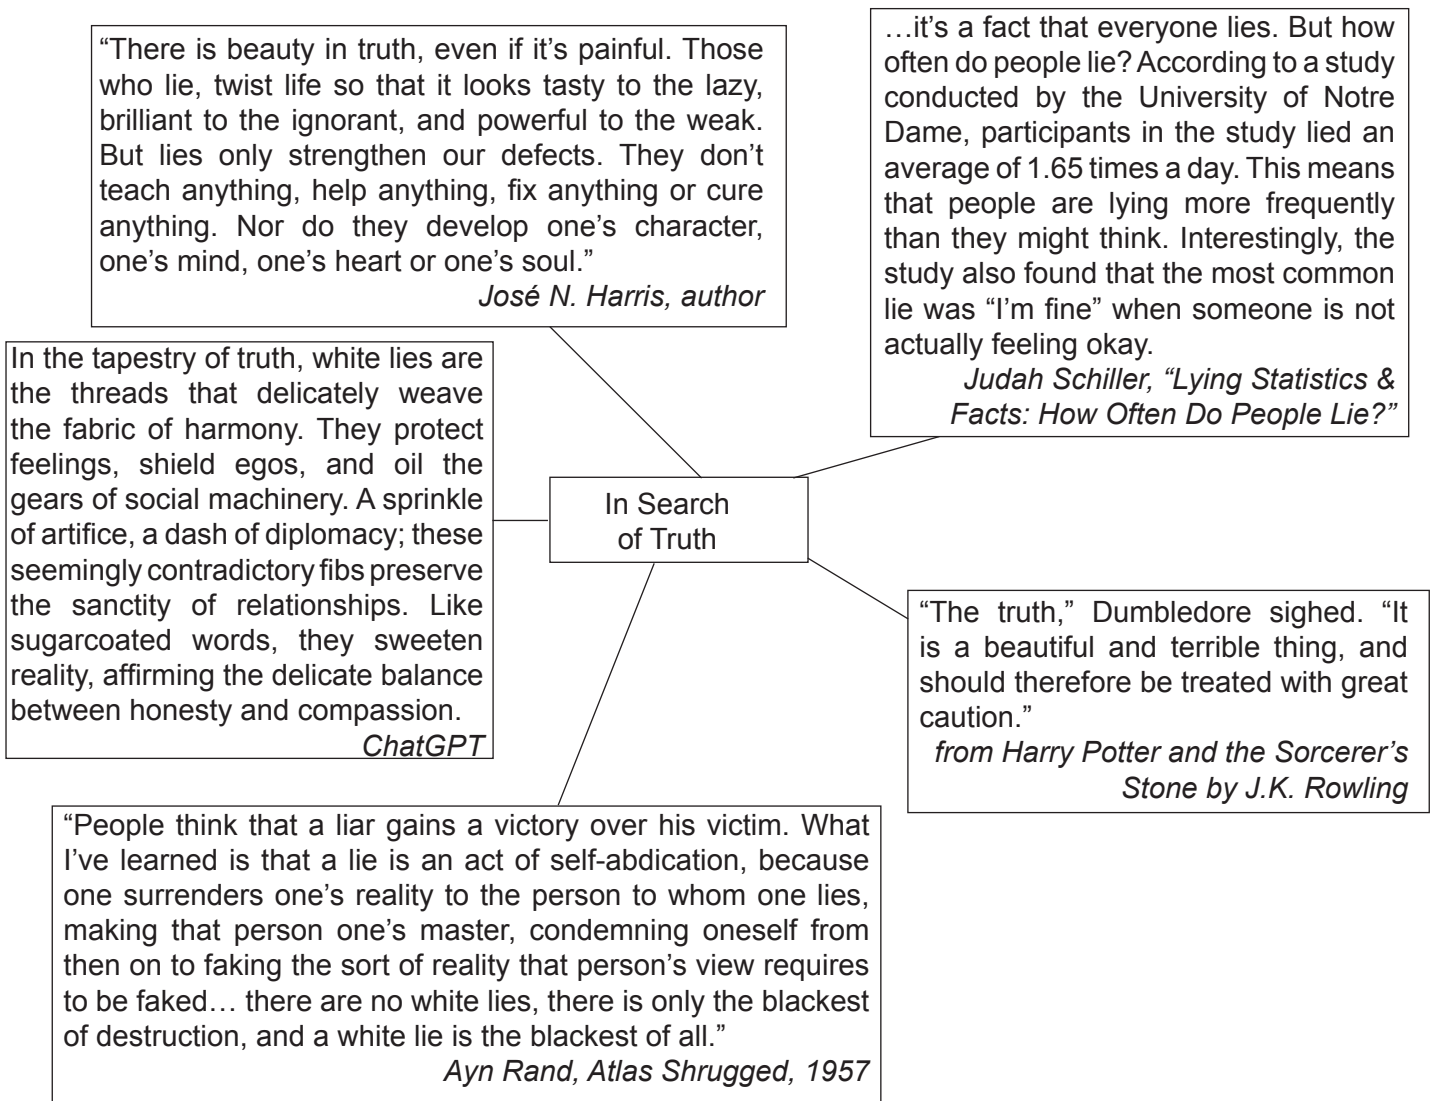 “There is beauty in truth, even if it’s painful. Those
who lie, twist life so that it looks tasty to the lazy,
brilliant to the ignorant, and powerful to the weak.
But lies only strengthen our defects. They don’t
teach anything, help anything, fix anything or cure
anything. Nor do they develop one’s character,
one’s mind, one’s heart or one’s soul.”
José N. Harris, author
…it’s a fact that everyone lies. But how
often do people lie? According to a study
conducted by the University of Notre
Dame, participants in the study lied an
average of 1.65 times a day. This means
that people are lying more frequently
than they might think. Interestingly, the
study also found that the most common
lie was “I’m fine” when someone is not
actually feeling okay.
Judah Schiller, “Lying Statistics &
Facts: How Often Do People Lie?”
In the tapestry of truth, white lies are
the threads that delicately weave
the fabric of harmony. They protect
feelings, shield egos, and oil the
gears of social machinery. A sprinkle
of artifice, a dash of diplomacy; these
seemingly contradictory fibs preserve
the sanctity of relationships. Like
sugarcoated words, they sweeten
reality, affirming the delicate balance
between honesty and compassion.
ChatGPT
In Search
of Truth
“The truth,” Dumbledore sighed. “It
is a beautiful and terrible thing, and
should therefore be treated with great
caution.”
from Harry Potter and the Sorcerer’s
Stone by J.K. Rowling
“People think that a liar gains a victory over his victim. What
I’ve learned is that a lie is an act of self-abdication, because
one surrenders one’s reality to the person to whom one lies,
making that person one’s master, condemning oneself from
then on to faking the sort of reality that person’s view requires
to be faked… there are no white lies, there is only the blackest
of destruction, and a white lie is the blackest of all.”
Ayn Rand, Atlas Shrugged, 1957